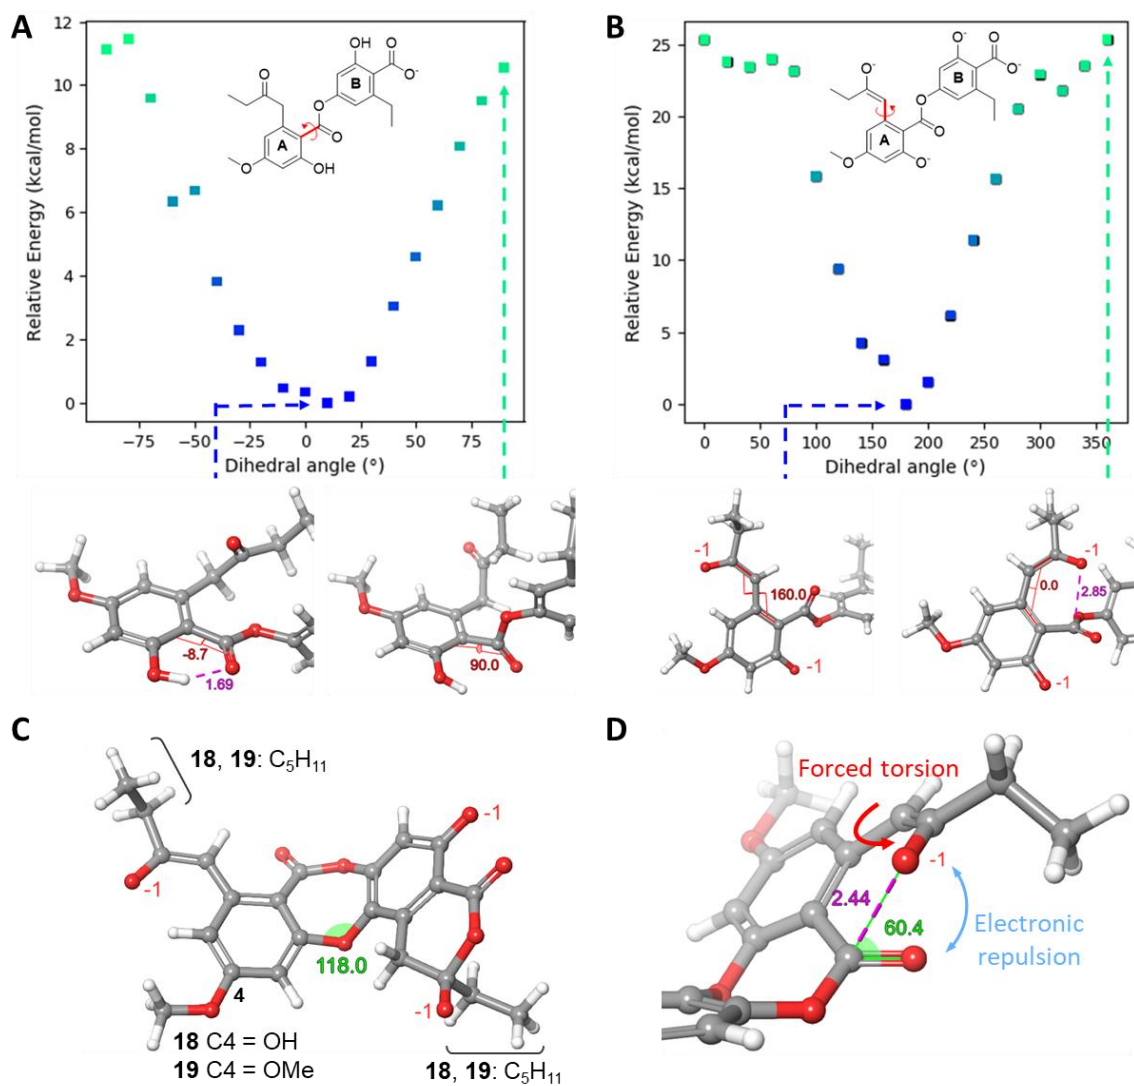 A
B
12
10
8
6
4
2
0
Relative Energy (kcal/mol)
−75
−50
−25
0
25
50
75
Dihedral angle (°)
O
OH
O
O-
B
O
A
O
O
OH
25
20
15
10
5
0
Relative Energy (kcal/mol)
0
50
100
150
200
250
300
350
Dihedral angle (°)
O-
O-
O
O-
B
O
A
O
O
O-
-8.7
1.69
90.0
-1
160.0
-1
-1
0.0
2.85
-1
C
18, 19: C₅H₁₁
-1
-1
118.0
4
-1
18 C4 = OH
19 C4 = OMe
18, 19: C₅H₁₁
D
Forced torsion
-1
2.44
60.4
Electronic
repulsion